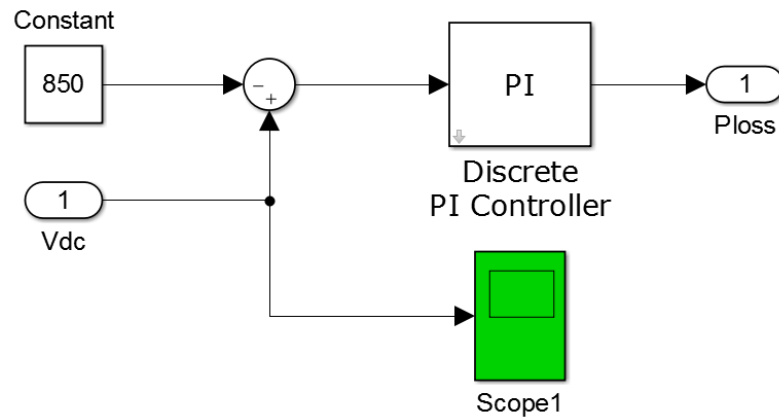 Constant
850
−
+
PI
1
Ploss
Discrete
PI Controller
1
Vdc
Scope1